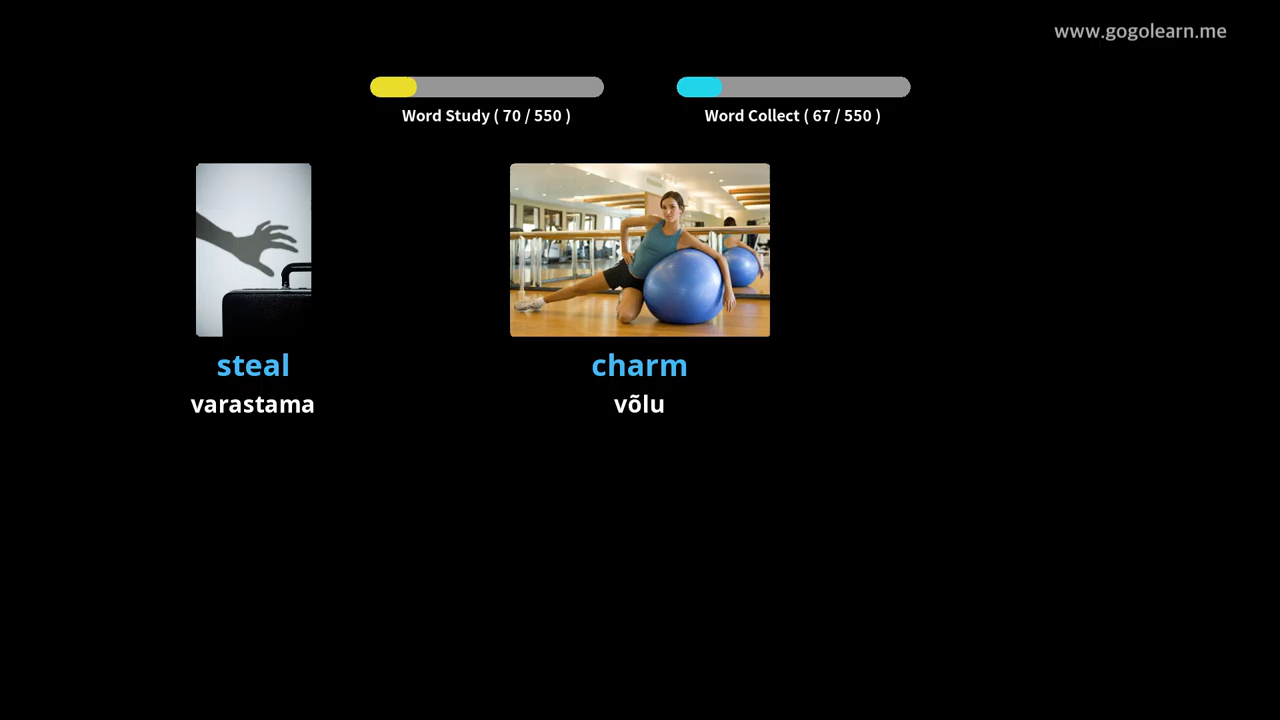 www.gogolearn.me
Word Study ( 70 / 550 )
Word Collect ( 67 / 550 )
steal
varastama
charm
võlu